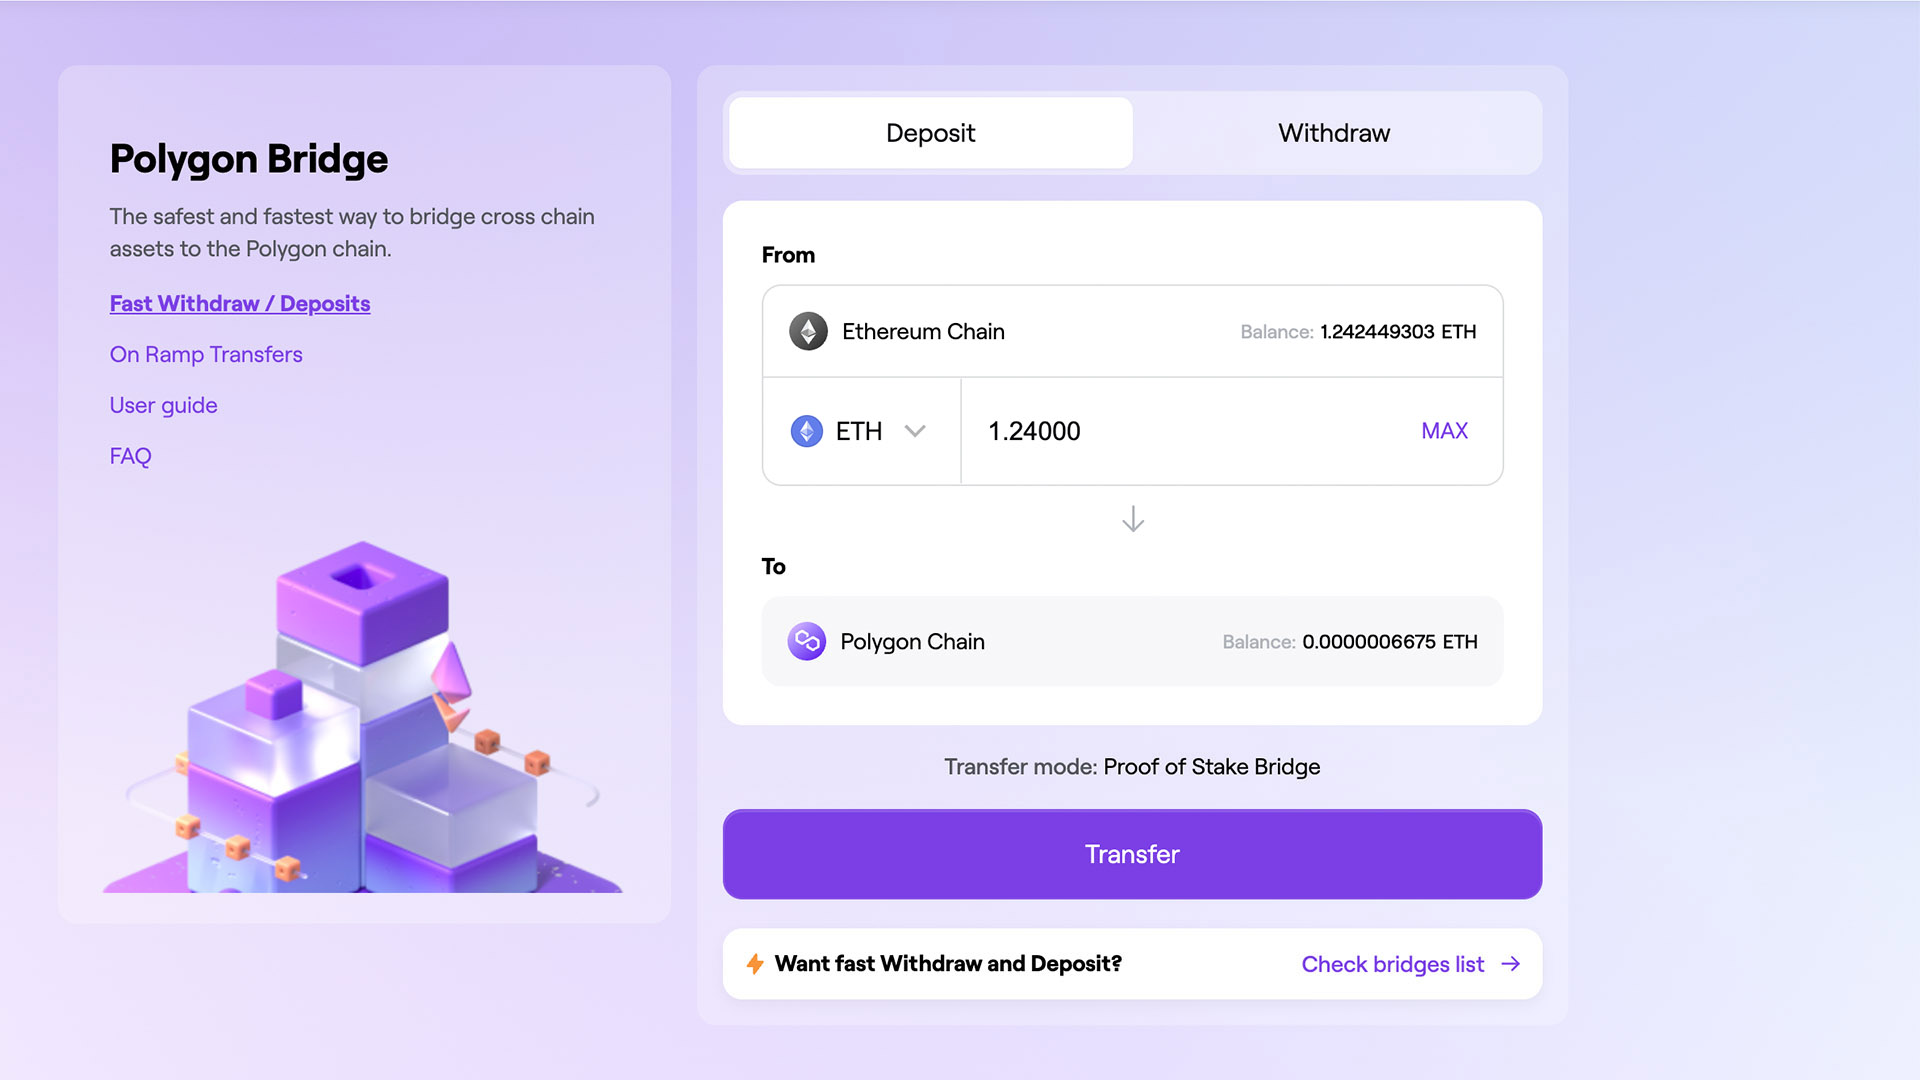 Polygon Bridge
The safest and fastest way to bridge cross chain
assets to the Polygon chain.
Fast Withdraw / Deposits
On Ramp Transfers
User guide
FAQ
Deposit
Withdraw
From
Ethereum Chain
Balance: 1.242449303 ETH
ETH
1.24000
MAX
To
Polygon Chain
Balance: 0.0000006675 ETH
Transfer mode: Proof of Stake Bridge
Transfer
Want fast Withdraw and Deposit?
Check bridges list